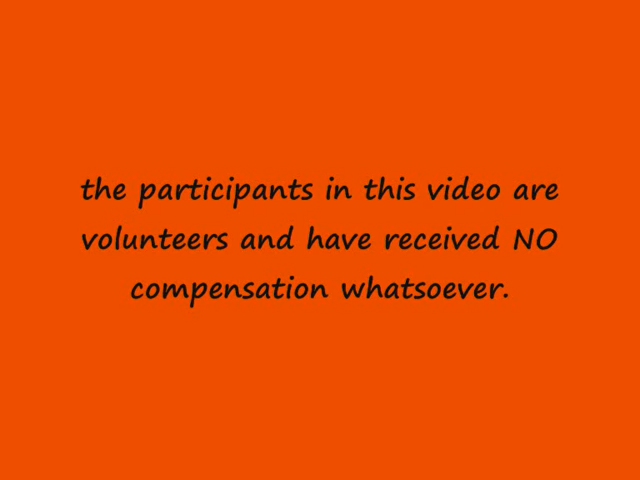 the participants in this video are
volunteers and have received NO
compensation whatsoever.